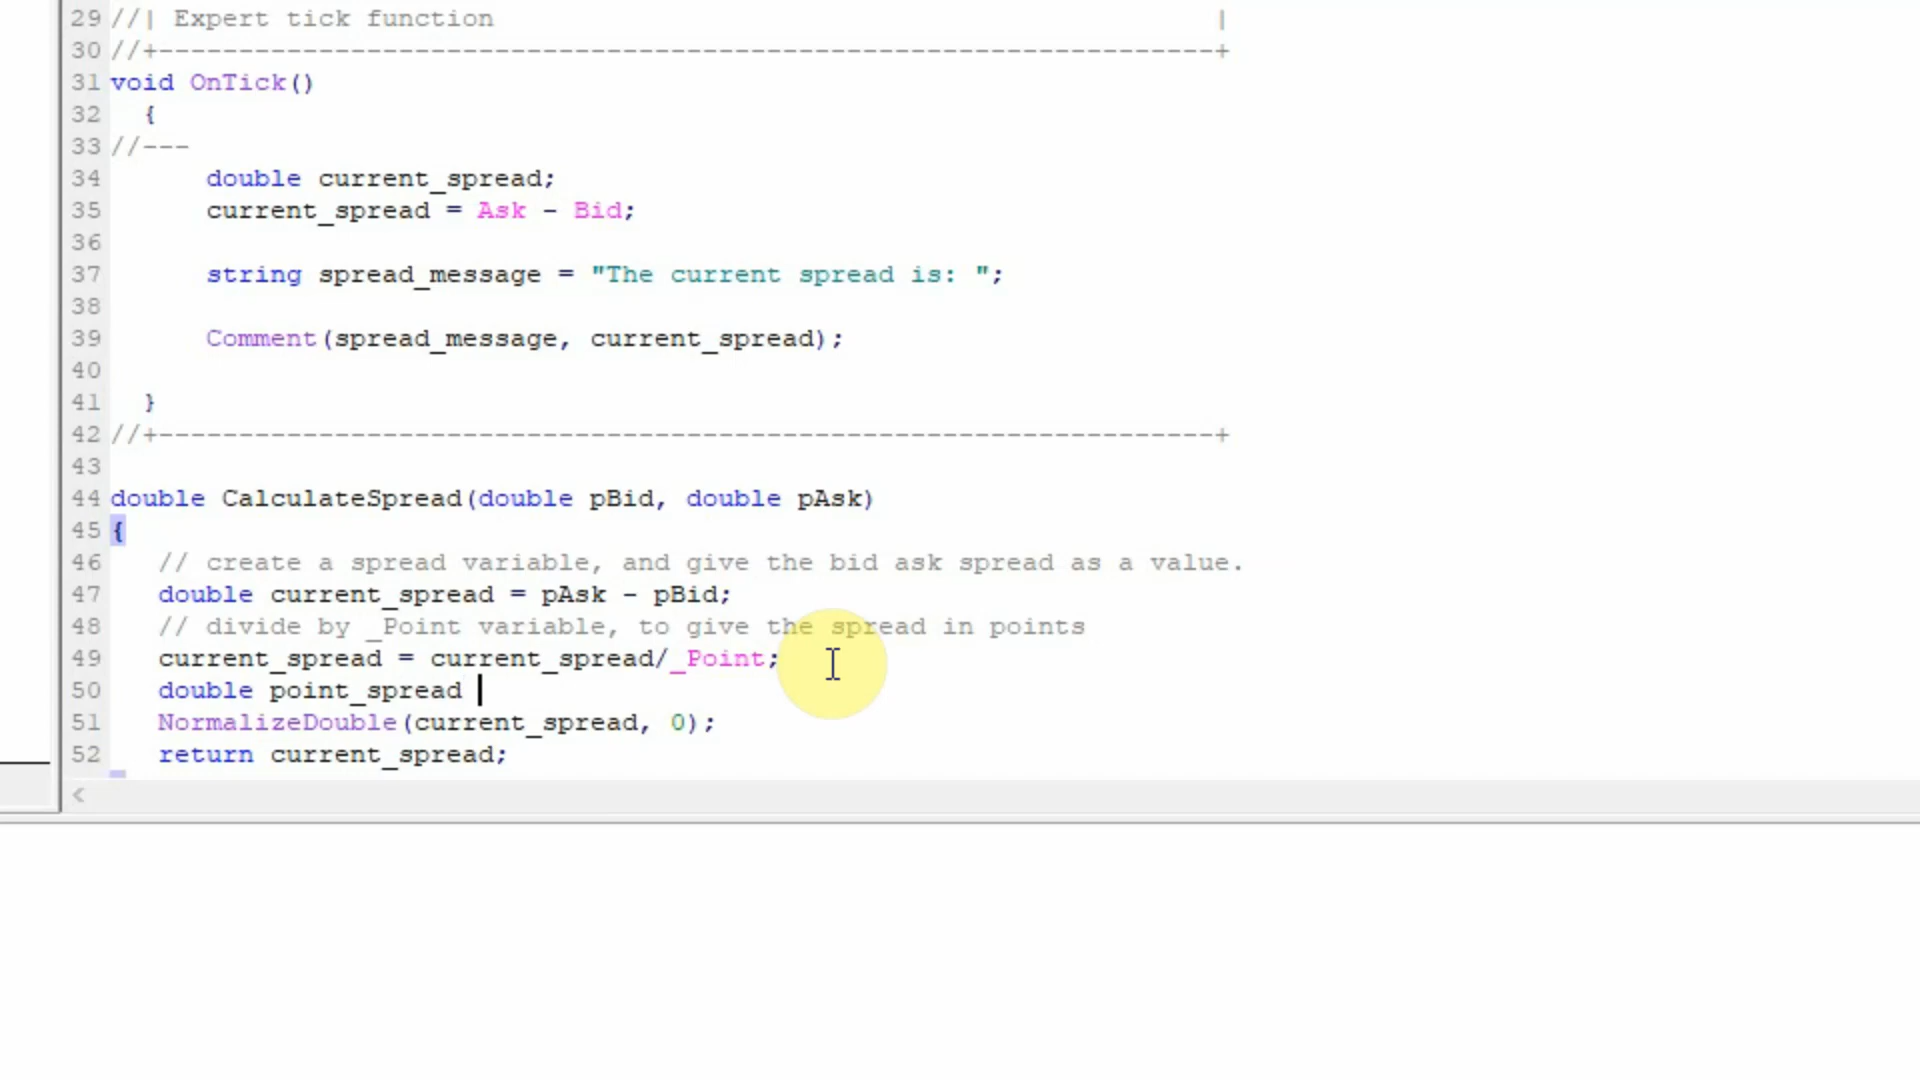 29 //| Expert tick function |
30 //+------------------------------------------------------------------+
31 void OnTick()
32 {
33 //---
34 double current_spread;
35 current_spread = Ask - Bid;
36
37 string spread_message = "The current spread is: ";
38
39 Comment(spread_message, current_spread);
40
41 }
42 //+------------------------------------------------------------------+
43
44 double CalculateSpread(double pBid, double pAsk)
45 {
46 // create a spread variable, and give the bid ask spread as a value.
47 double current_spread = pAsk - pBid;
48 // divide by _Point variable, to give the spread in points
49 current_spread = current_spread/_Point;
50 double point_spread
51 NormalizeDouble(current_spread, 0);
52 return current_spread;